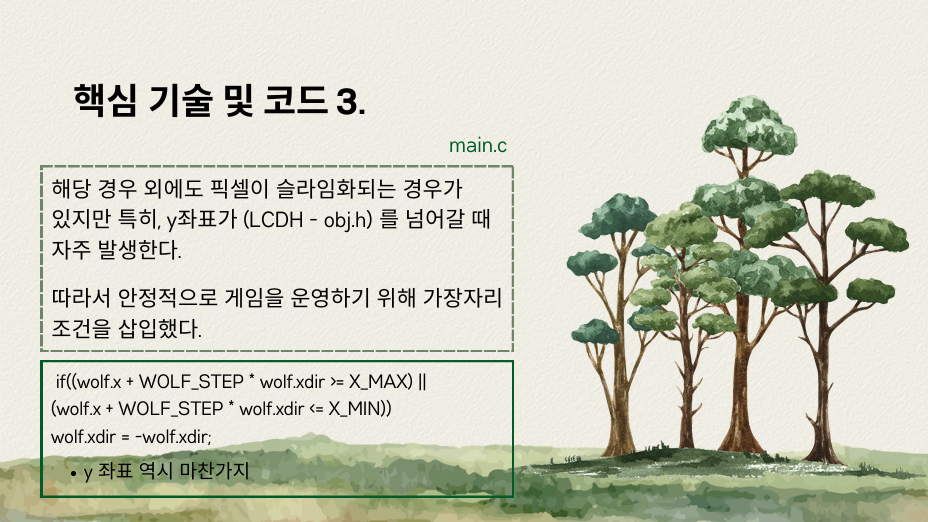 핵심 기술 및 코드 3.
main.c
해당 경우 외에도 픽셀이 슬라임화되는 경우가
있지만 특히, y좌표가 (LCDH - obj.h) 를 넘어갈 때
자주 발생한다.
따라서 안정적으로 게임을 운영하기 위해 가장자리
조건을 삽입했다.
if((wolf.x + WOLF_STEP * wolf.xdir >= X_MAX) ||
(wolf.x + WOLF_STEP * wolf.xdir <= X_MIN))
wolf.xdir = -wolf.xdir;
• y 좌표 역시 마찬가지